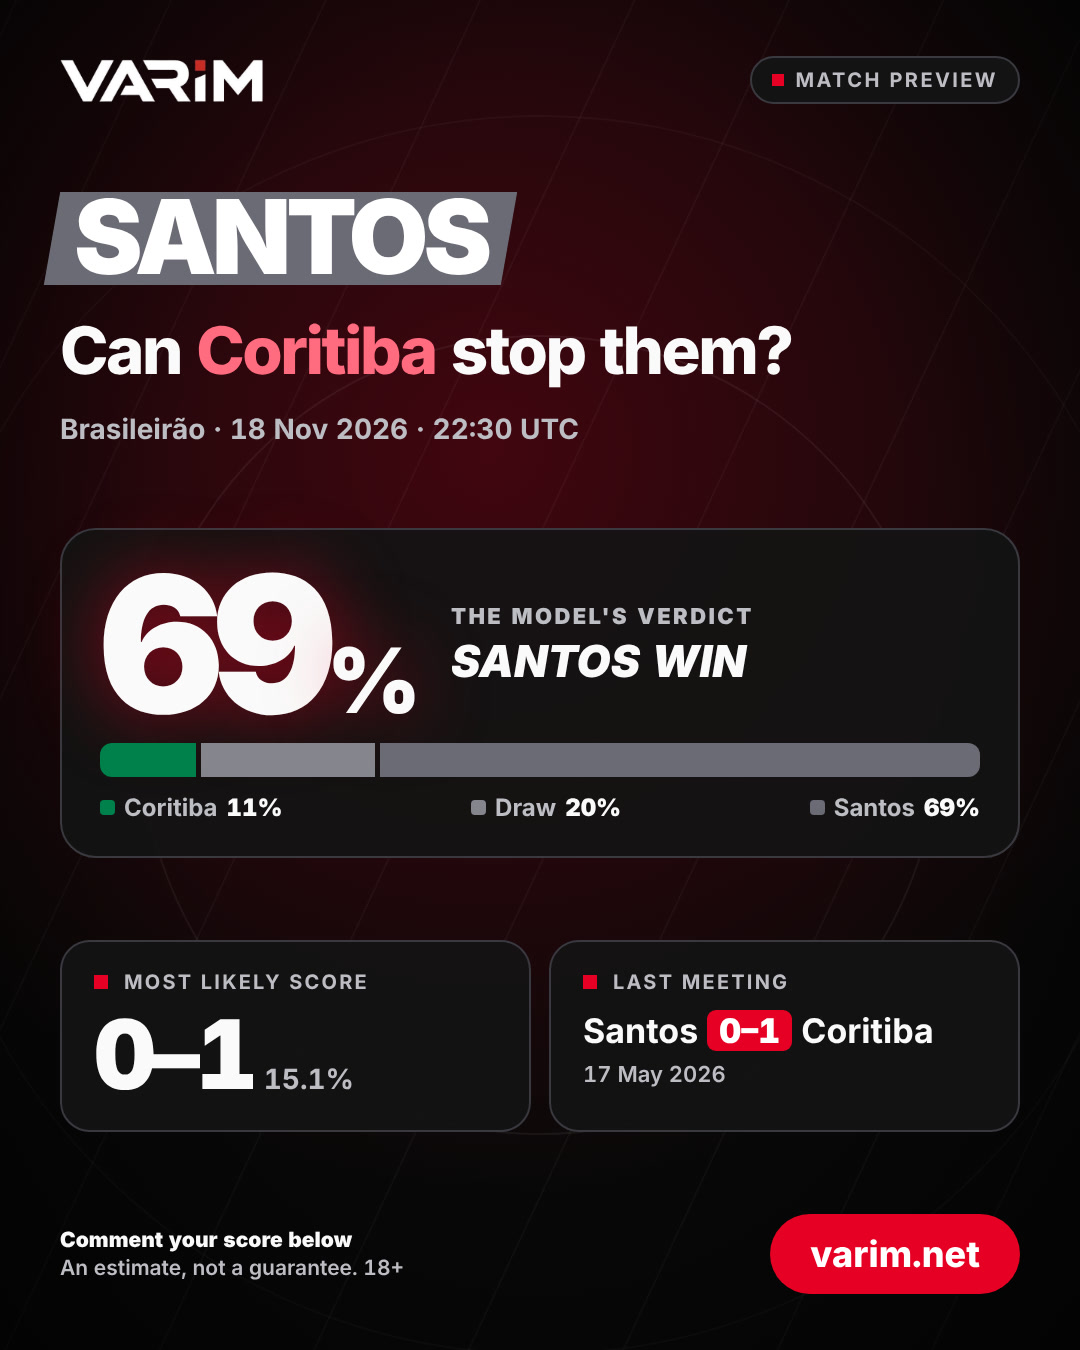 VARiM
MATCH PREVIEW
SANTOS
Can Coritiba stop them?
Brasileirão · 18 Nov 2026 · 22:30 UTC
69%
THE MODEL'S VERDICT
SANTOS WIN
Coritiba 11%
Draw 20%
Santos 69%
MOST LIKELY SCORE
0–1 15.1%
LAST MEETING
Santos 0–1 Coritiba
17 May 2026
Comment your score below
An estimate, not a guarantee. 18+
varim.net